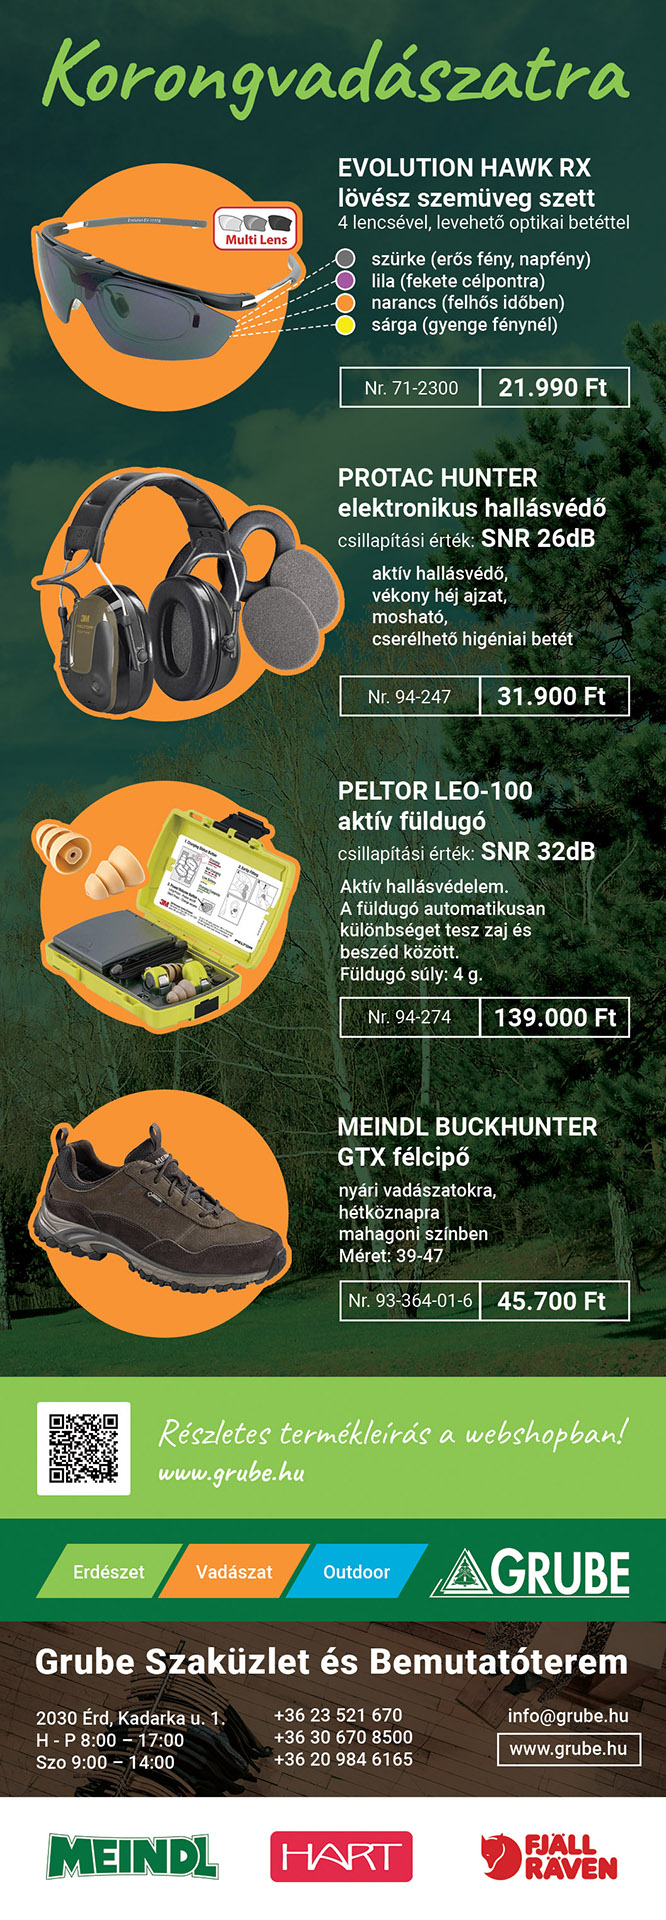 Korongvadászatra
EVOLUTION HAWK RX
lövész szemüveg szett
4 lencsével, levehető optikai betéttel
Multi Lens
szürke (erős fény, napfény)
lila (fekete célpontra)
narancs (felhős időben)
sárga (gyenge fénynél)
Nr. 71-2300 21.990 Ft
PROTAC HUNTER
elektronikus hallásvédő
csillapítási érték: SNR 26dB
aktív hallásvédő,
vékony héj ajzat,
mosható,
cserélhető higéniai betét
3M
PELTOR
Nr. 94-247 31.900 Ft
PELTOR LEO-100
aktív füldugó
csillapítási érték: SNR 32dB
Aktív hallásvédelem.
A füldugó automatikusan
különbséget tesz zaj és
beszéd között.
Füldugó súly: 4 g.
3M
PELTOR
Nr. 94-274 139.000 Ft
MEINDL BUCKHUNTER
GTX félcipő
nyári vadászatokra,
hétköznapra
mahagoni színben
Méret: 39-47
Nr. 93-364-01-6 45.700 Ft
Részletes termékleírás a webshopban!
www.grube.hu
Erdészet Vadászat Outdoor GRUBE
Grube Szaküzlet és Bemutatóterem
2030 Érd, Kadarka u. 1.
H - P 8:00 – 17:00
Szo 9:00 – 14:00
+36 23 521 670
+36 30 670 8500
+36 20 984 6165
info@grube.hu
www.grube.hu
MEINDL HART FJÄLL
RÄVEN